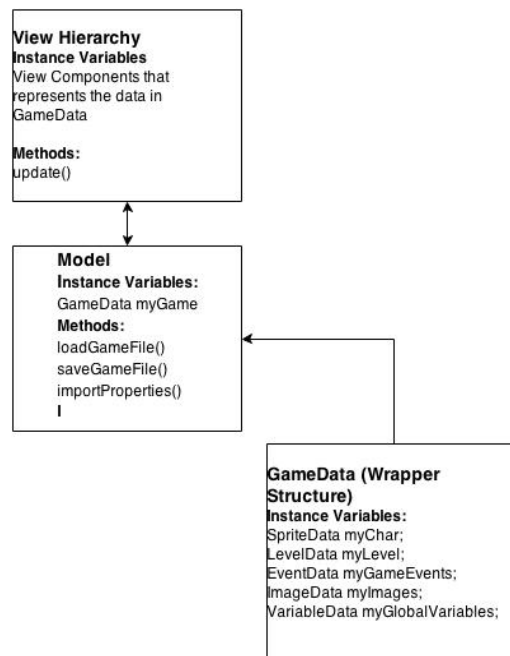 View Hierarchy
Instance Variables
View Components that
represents the data in
GameData
Methods:
update()
Model
Instance Variables:
GameData myGame
Methods:
loadGameFile()
saveGameFile()
importProperties()
I
GameData (Wrapper
Structure)
Instance Variables:
SpriteData myChar;
LevelData myLevel;
EventData myGameEvents;
ImageData myImages;
VariableData myGlobalVariables;